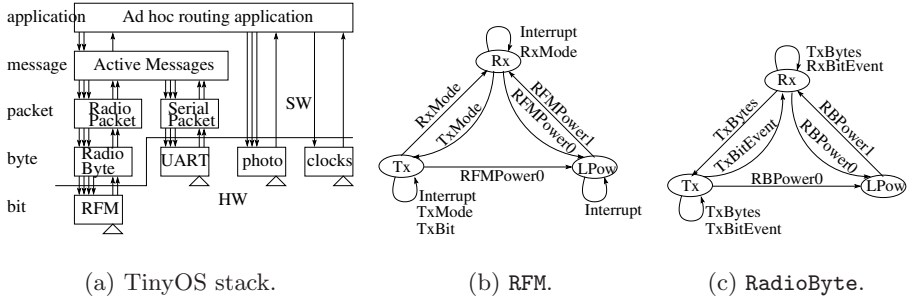 application
Ad hoc routing application
message
Active Messages
packet
Radio
Packet
Serial
Packet
SW
byte
Radio
Byte
UART
photo
clocks
HW
bit
RFM
(a) TinyOS stack.
Interrupt
RxMode
Rx
RxMode
TxMode
RFMPower1
RFMPower0
Tx
RFMPower0
LPow
Interrupt
TxMode
TxBit
Interrupt
(b) RFM.
TxBytes
RxBitEvent
Rx
TxBytes
TxBitEvent
RBPower1
RBPower0
Tx
RBPower0
LPow
TxBytes
TxBitEvent
(c) RadioByte.